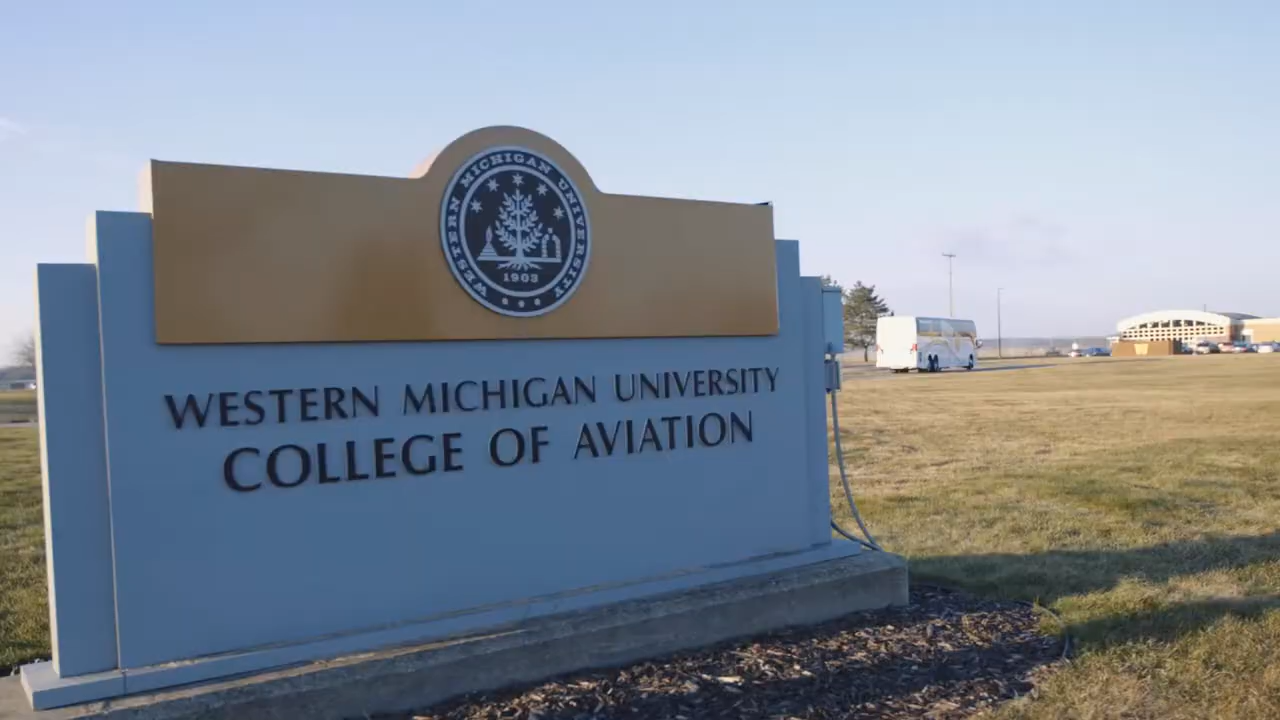 WESTERN MICHIGAN UNIVERSITY
1903
WESTERN MICHIGAN UNIVERSITY
COLLEGE OF AVIATION